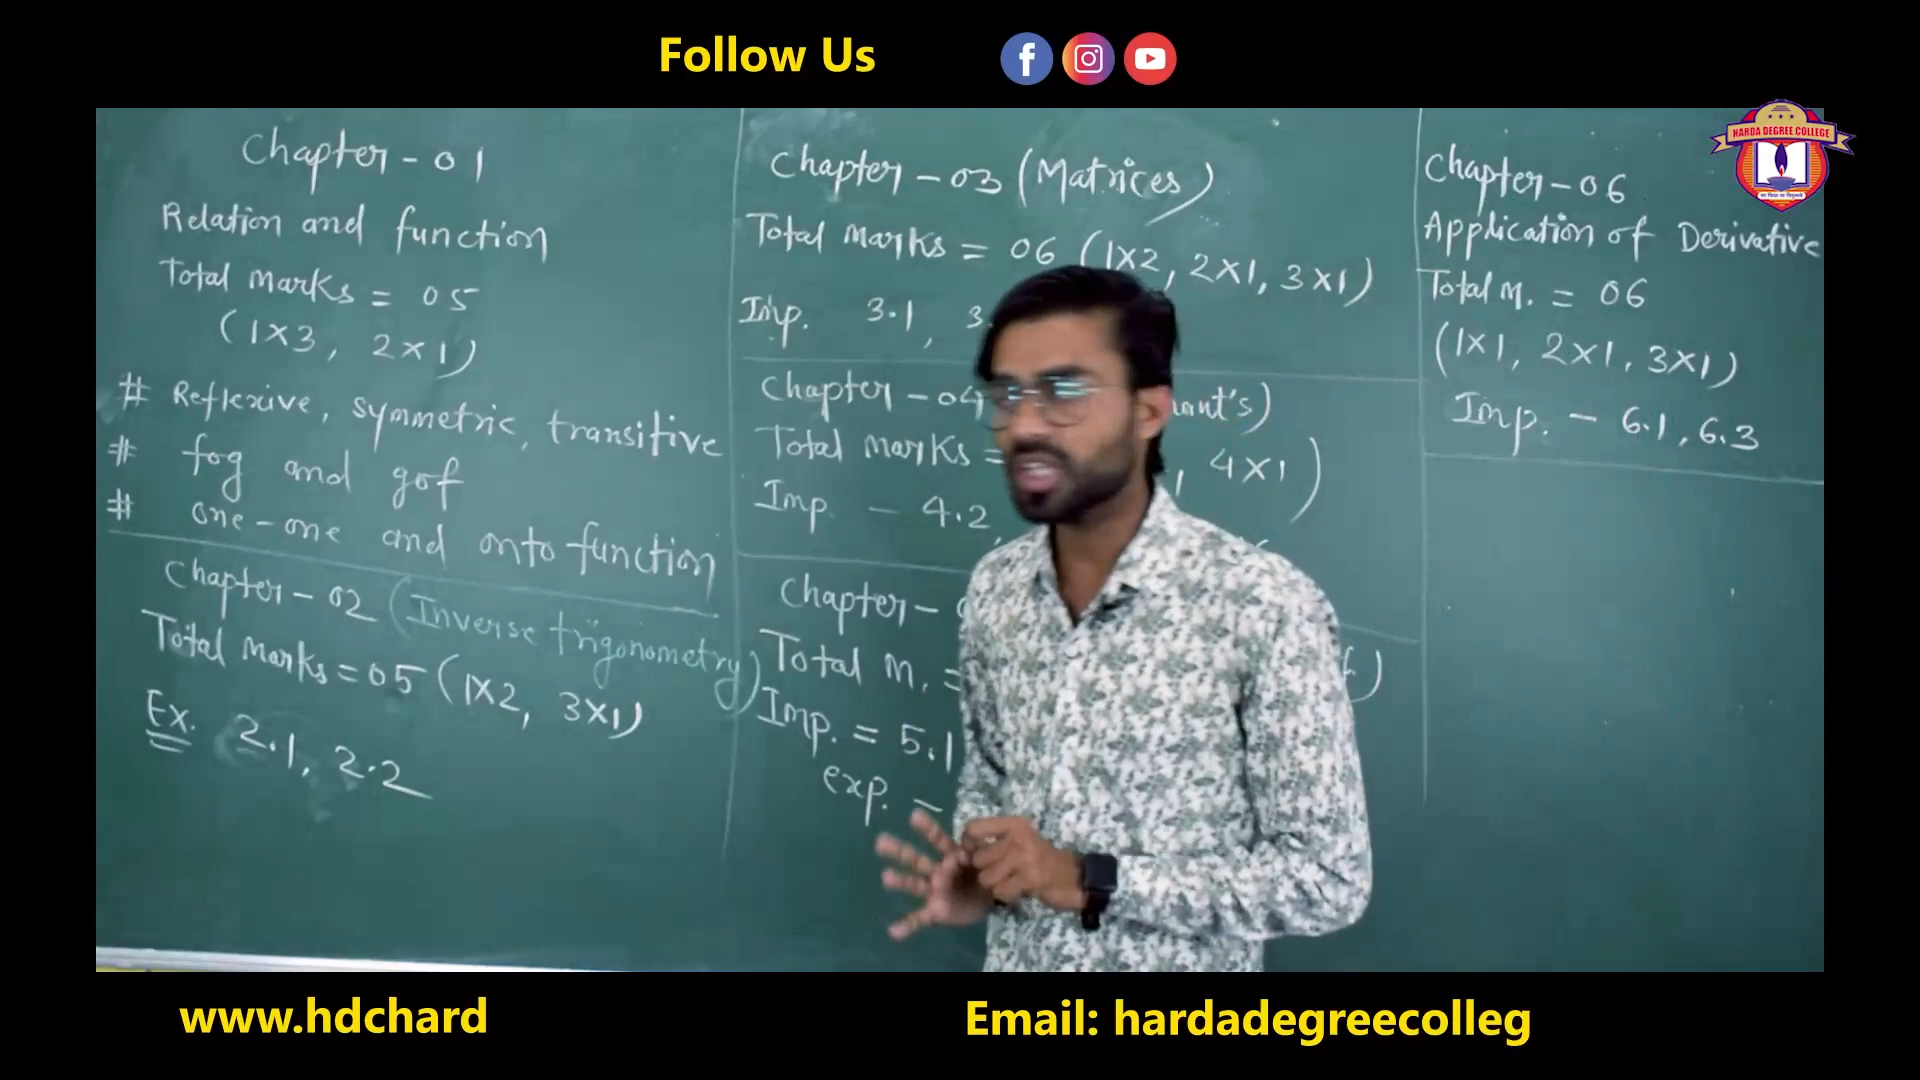 Follow Us
HARDA DEGREE COLLEGE
Chapter - 01
Relation and function
Total marks = 05
(1x3, 2x1)
# Reflexive, symmetric, transitive
# fog and gof
# one-one and onto function
Chapter - 02 (Inverse trigonometry)
Total marks = 05 (1x2, 3x1)
Ex. 2.1, 2.2
Chapter - 03 (Matrices)
Total marks = 06 (1x2, 2x1, 3x1)
Imp. 3.1, 3.
Chapter - 04 nant's)
Total marks = , 4x1)
Imp. - 4.2
Chapter -
Total M. =
Imp. = 5.1
exp. -
Chapter - 06
Application of Derivative
Total M. = 06
(1x1, 2x1, 3x1)
Imp. - 6.1, 6.3
www.hdchard
Email: hardadegreecolleg